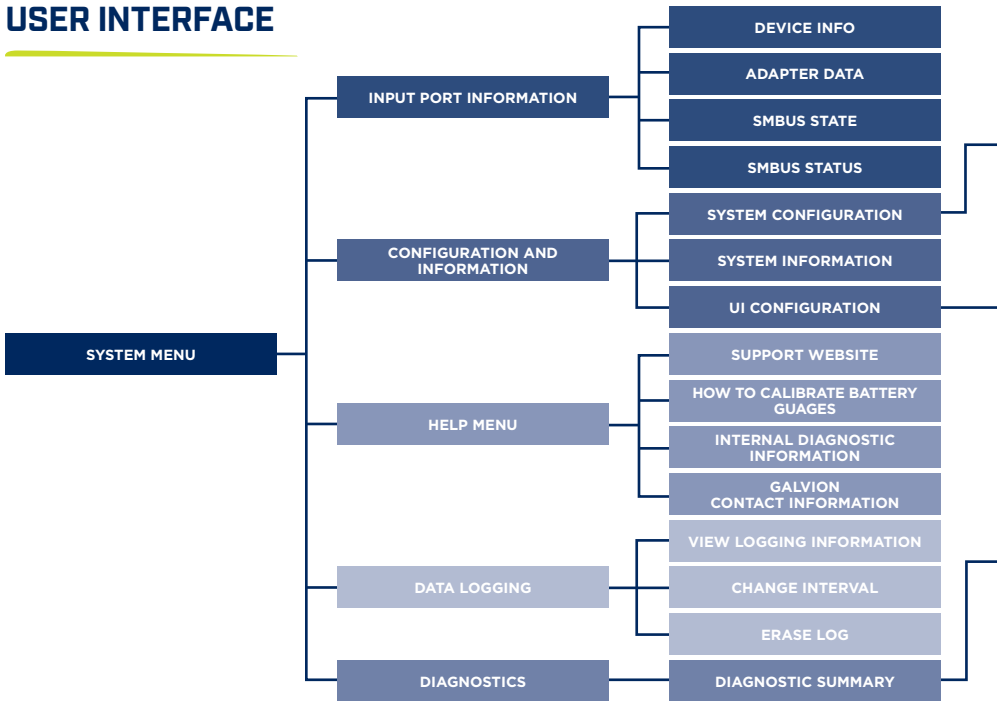 USER INTERFACE
SYSTEM MENU
INPUT PORT INFORMATION
DEVICE INFO
ADAPTER DATA
SMBUS STATE
SMBUS STATUS
CONFIGURATION AND
INFORMATION
SYSTEM CONFIGURATION
SYSTEM INFORMATION
UI CONFIGURATION
HELP MENU
SUPPORT WEBSITE
HOW TO CALIBRATE BATTERY
GUAGES
INTERNAL DIAGNOSTIC
INFORMATION
GALVION
CONTACT INFORMATION
DATA LOGGING
VIEW LOGGING INFORMATION
CHANGE INTERVAL
ERASE LOG
DIAGNOSTICS
DIAGNOSTIC SUMMARY